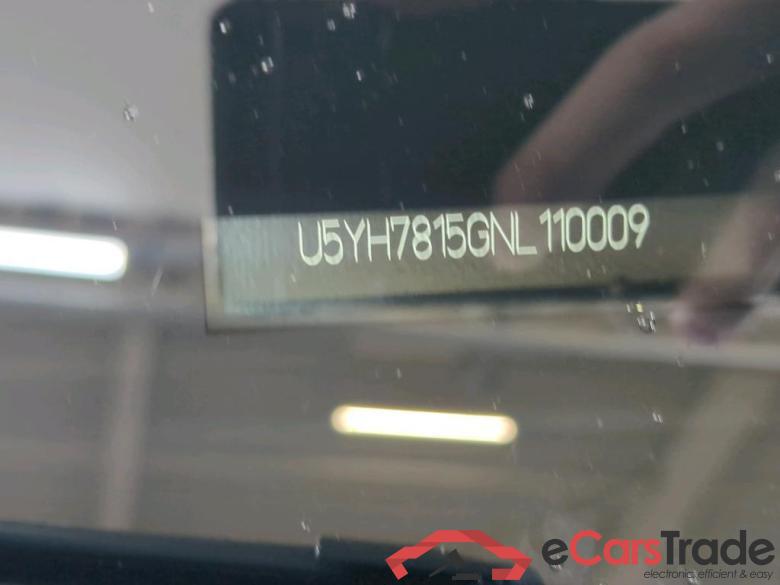 U5YH7815GNL110009
eCarsTrade
electronic, efficient & easy